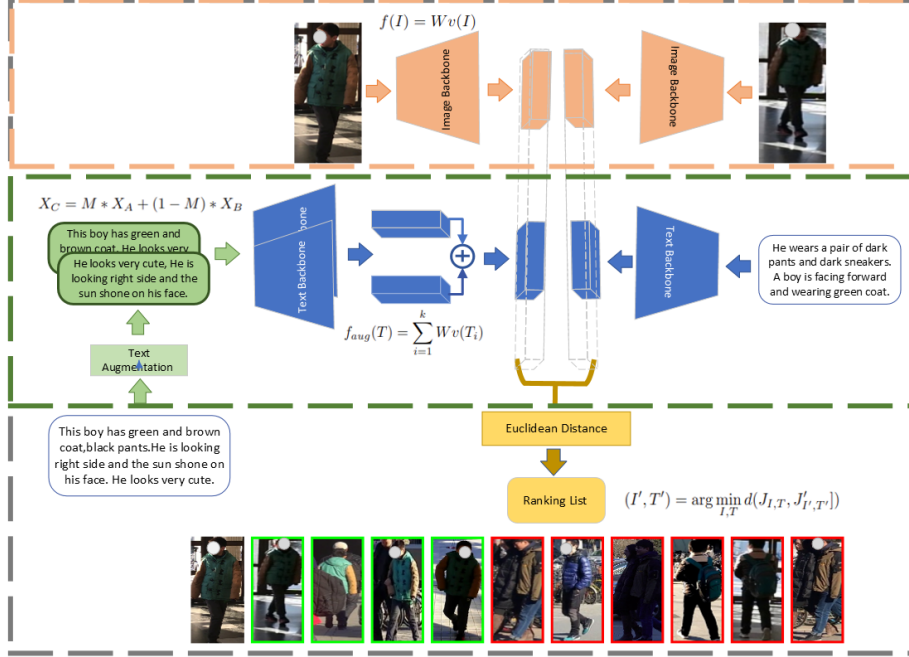 f(I) = Wv(I)
Image Backbone
Image Backbone
X_C = M * X_A + (1 − M) * X_B
This boy has green and
brown coat. He looks very
He looks very cute, He is
looking right side and the
sun shone on his face.
Text Backbone
bone
Text Backbone
He wears a pair of dark
pants and dark sneakers.
A boy is facing forward
and wearing green coat.
f_{aug}(T) = \sum_{i=1}^{k} Wv(T_i)
Text
Augmentation
This boy has green and brown
coat,black pants.He is looking
right side and the sun shone on
his face. He looks very cute.
Euclidean Distance
Ranking List
(I′, T′) = arg min_{I,T} d(J_{I,T}, J′_{I′,T′}])